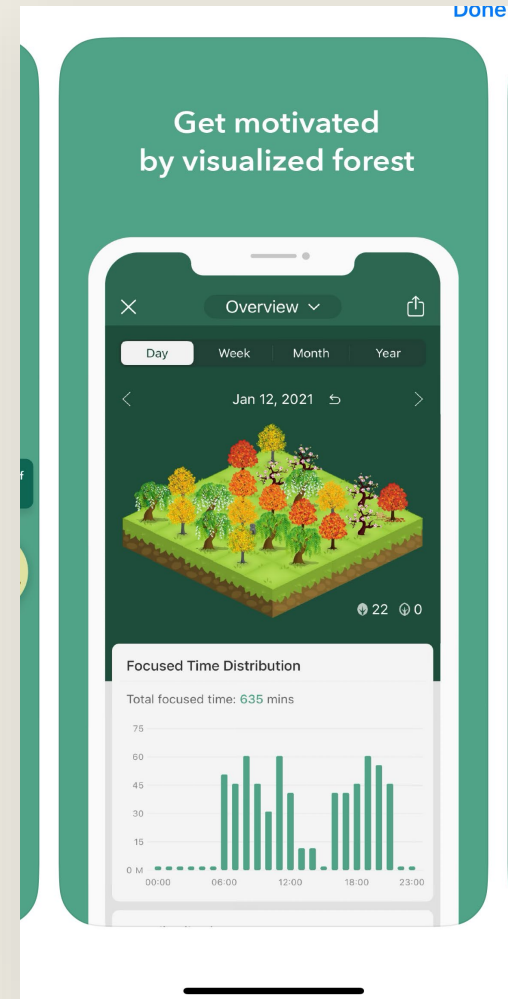 Done
Get motivated
by visualized forest
Overview
Day Week Month Year
Jan 12, 2021
22 0
Focused Time Distribution
Total focused time: 635 mins
75
60
45
30
15
0 M
00:00 06:00 12:00 18:00 23:00
f